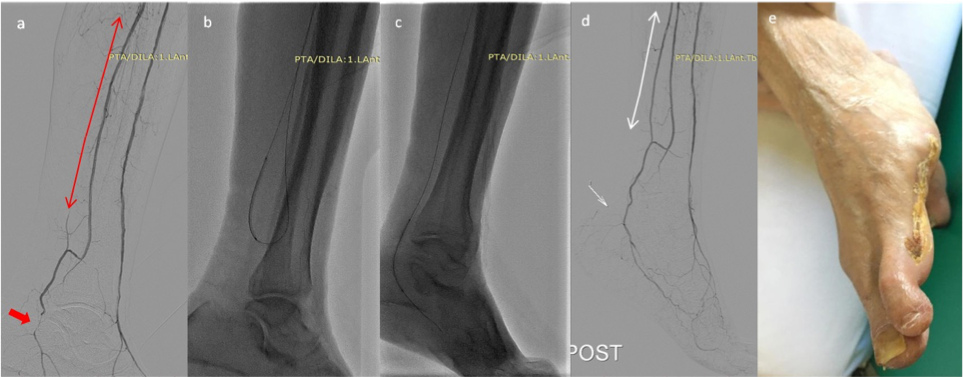 a
PTA/DILA:1.LAnt
b
PTA/DILA:1.LAnt
c
PTA/DILA:1.LAnt
d
PTA/DILA:1.LAnt.Tb
POST
e